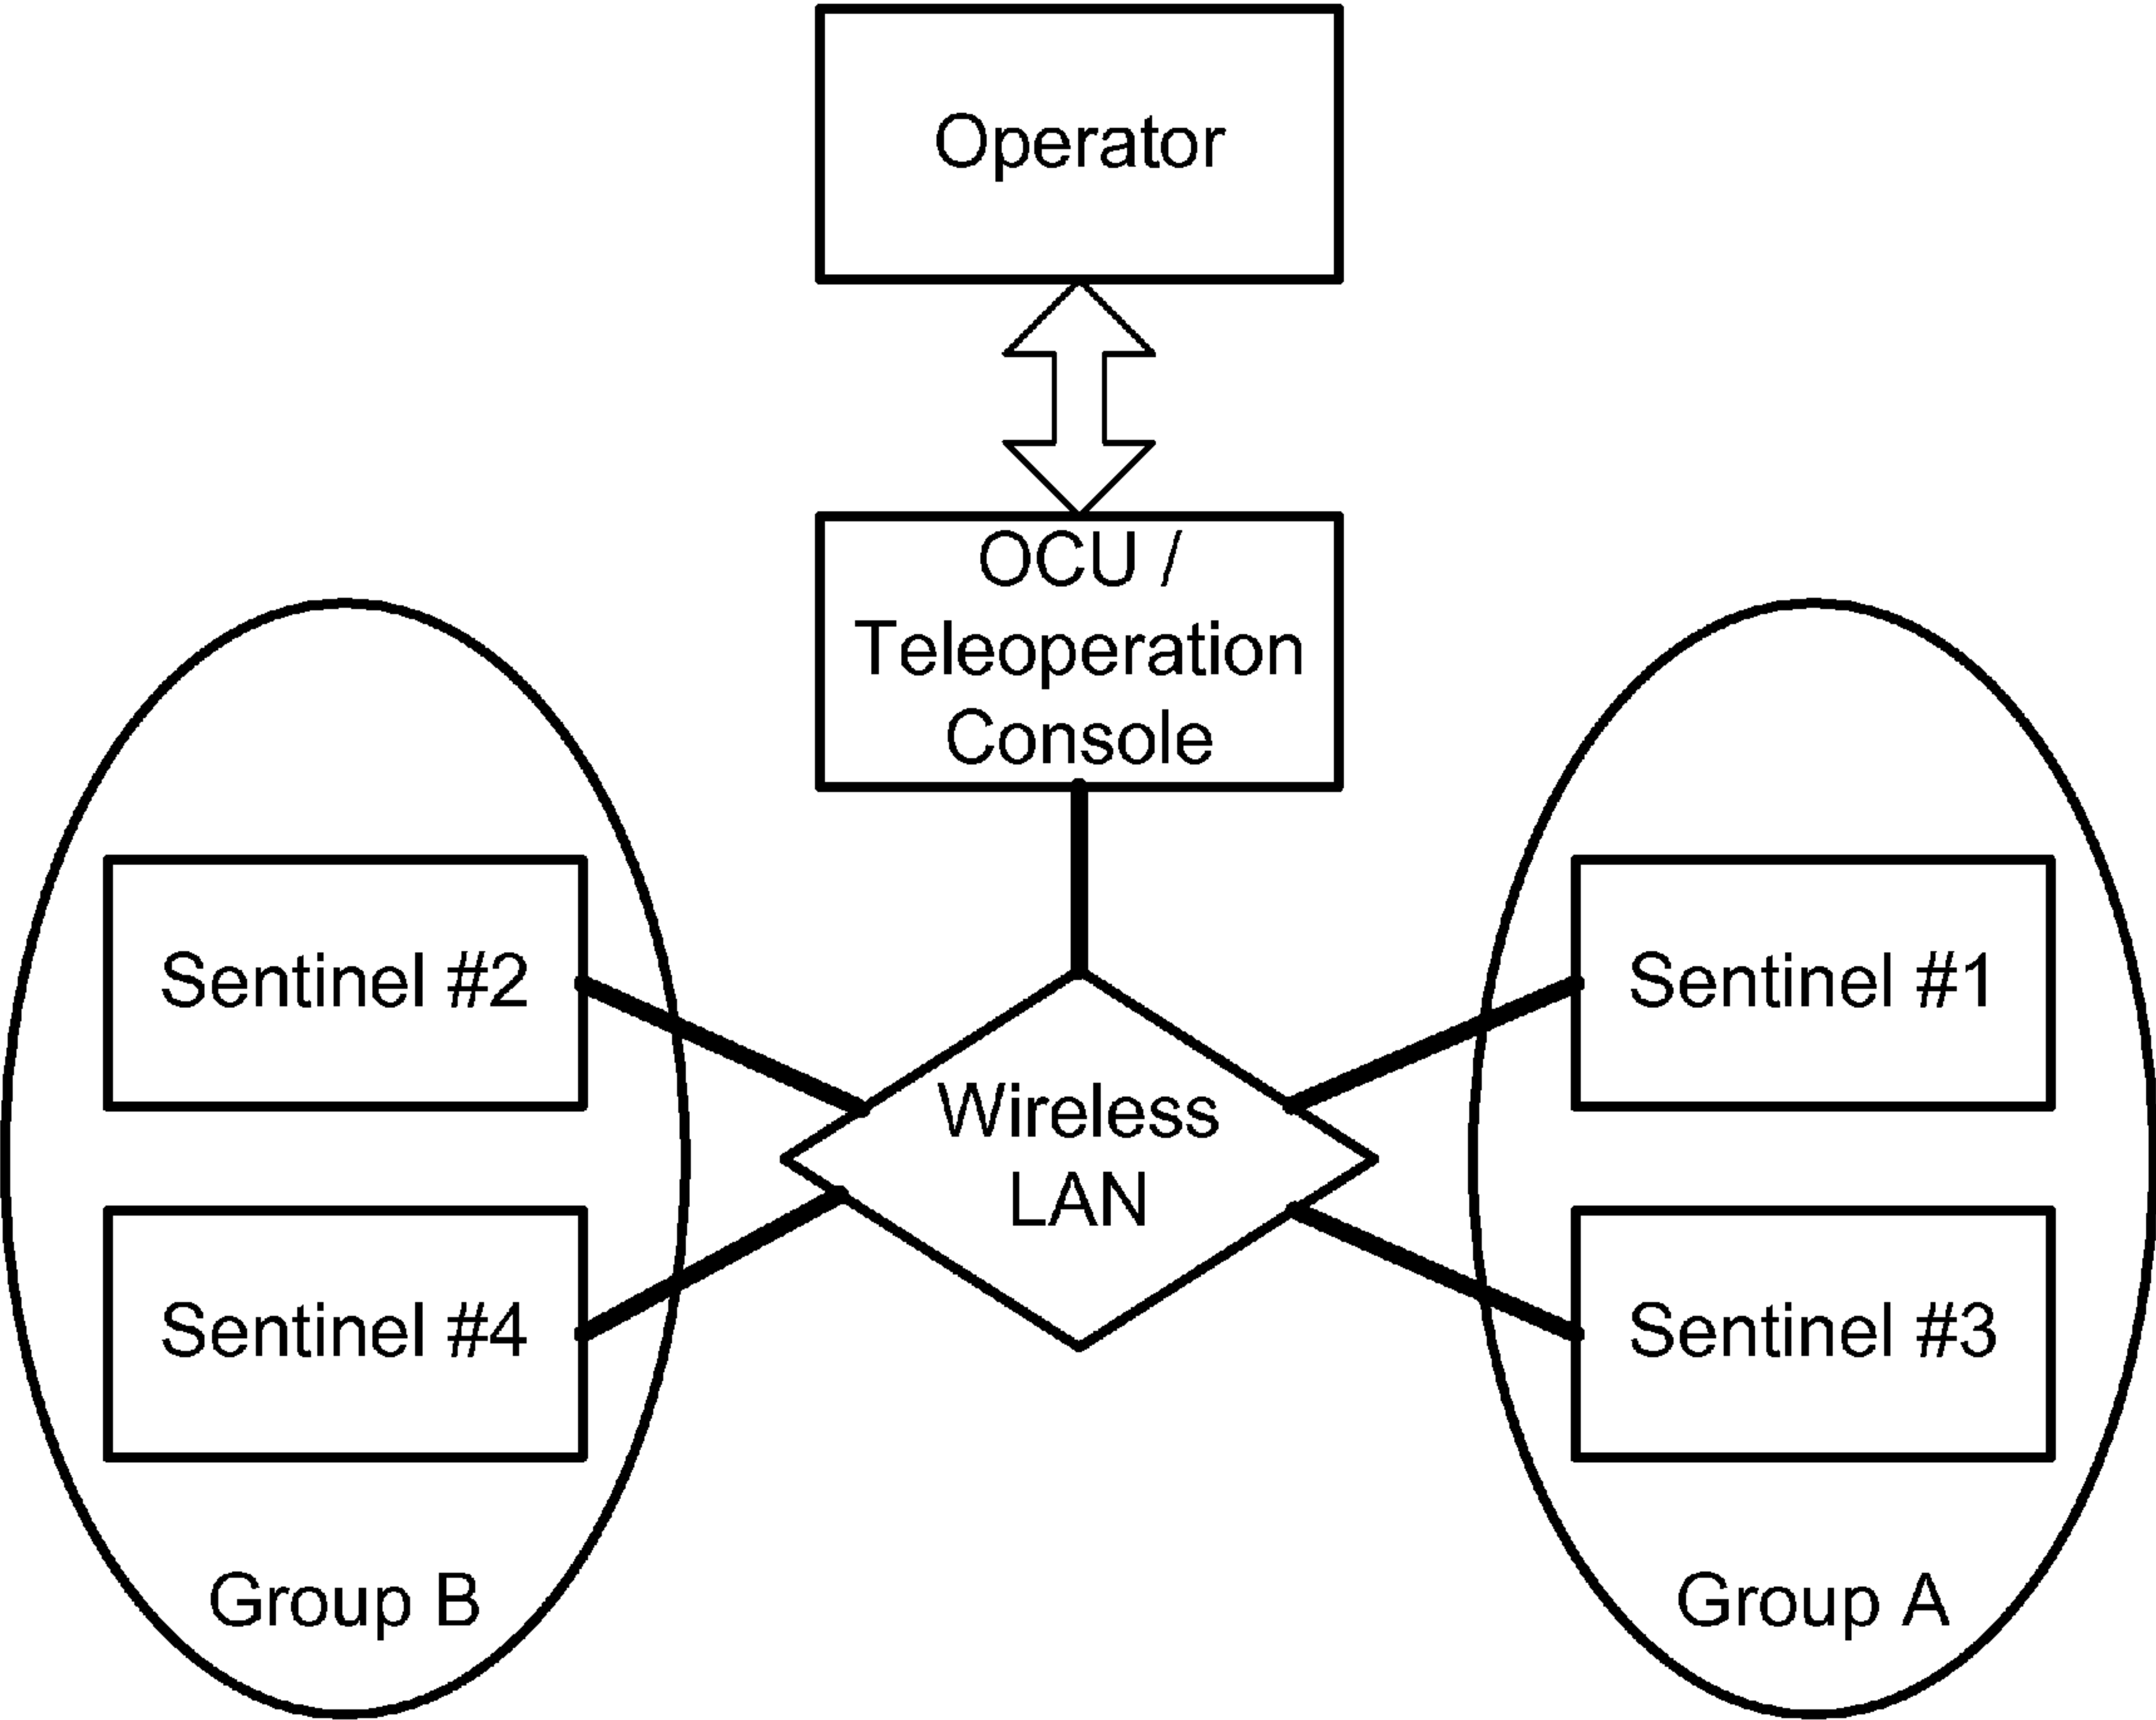 Operator
OCU /
Teleoperation
Console
Sentinel #2
Sentinel #1
Wireless
LAN
Sentinel #4
Sentinel #3
Group B
Group A